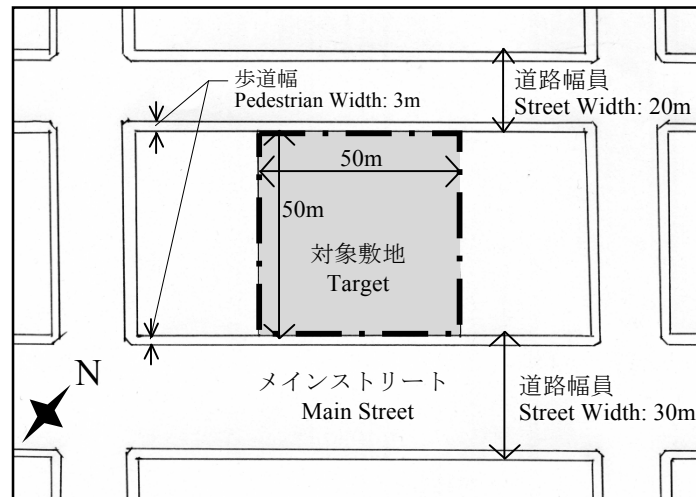 歩道幅
Pedestrian Width: 3m
道路幅員
Street Width: 20m
50m
50m
対象敷地
Target
メインストリート
Main Street
道路幅員
Street Width: 30m
N